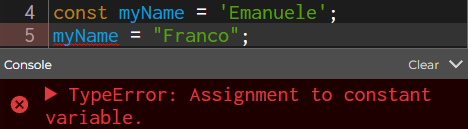 4 const myName = 'Emanuele';
5 myName = "Franco";
Console Clear
TypeError: Assignment to constant
variable.